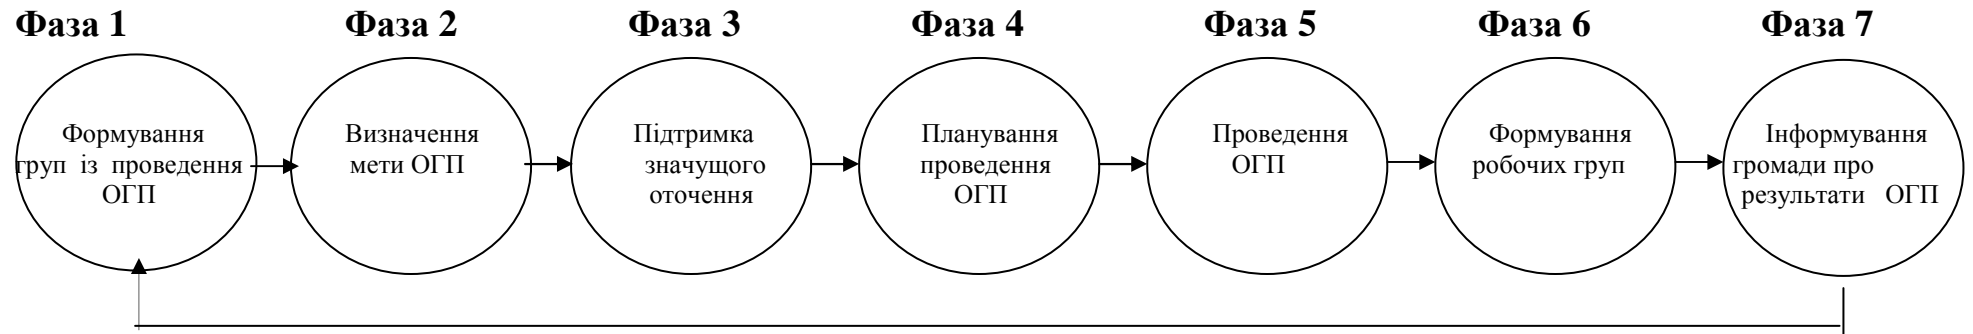 Фаза 1 Фаза 2 Фаза 3 Фаза 4 Фаза 5 Фаза 6 Фаза 7
Формування
груп із проведення
ОГП
Визначення
мети ОГП
Підтримка
значущого
оточення
Планування
проведення
ОГП
Проведення
ОГП
Формування
робочих груп
Інформування
громади про
результати ОГП